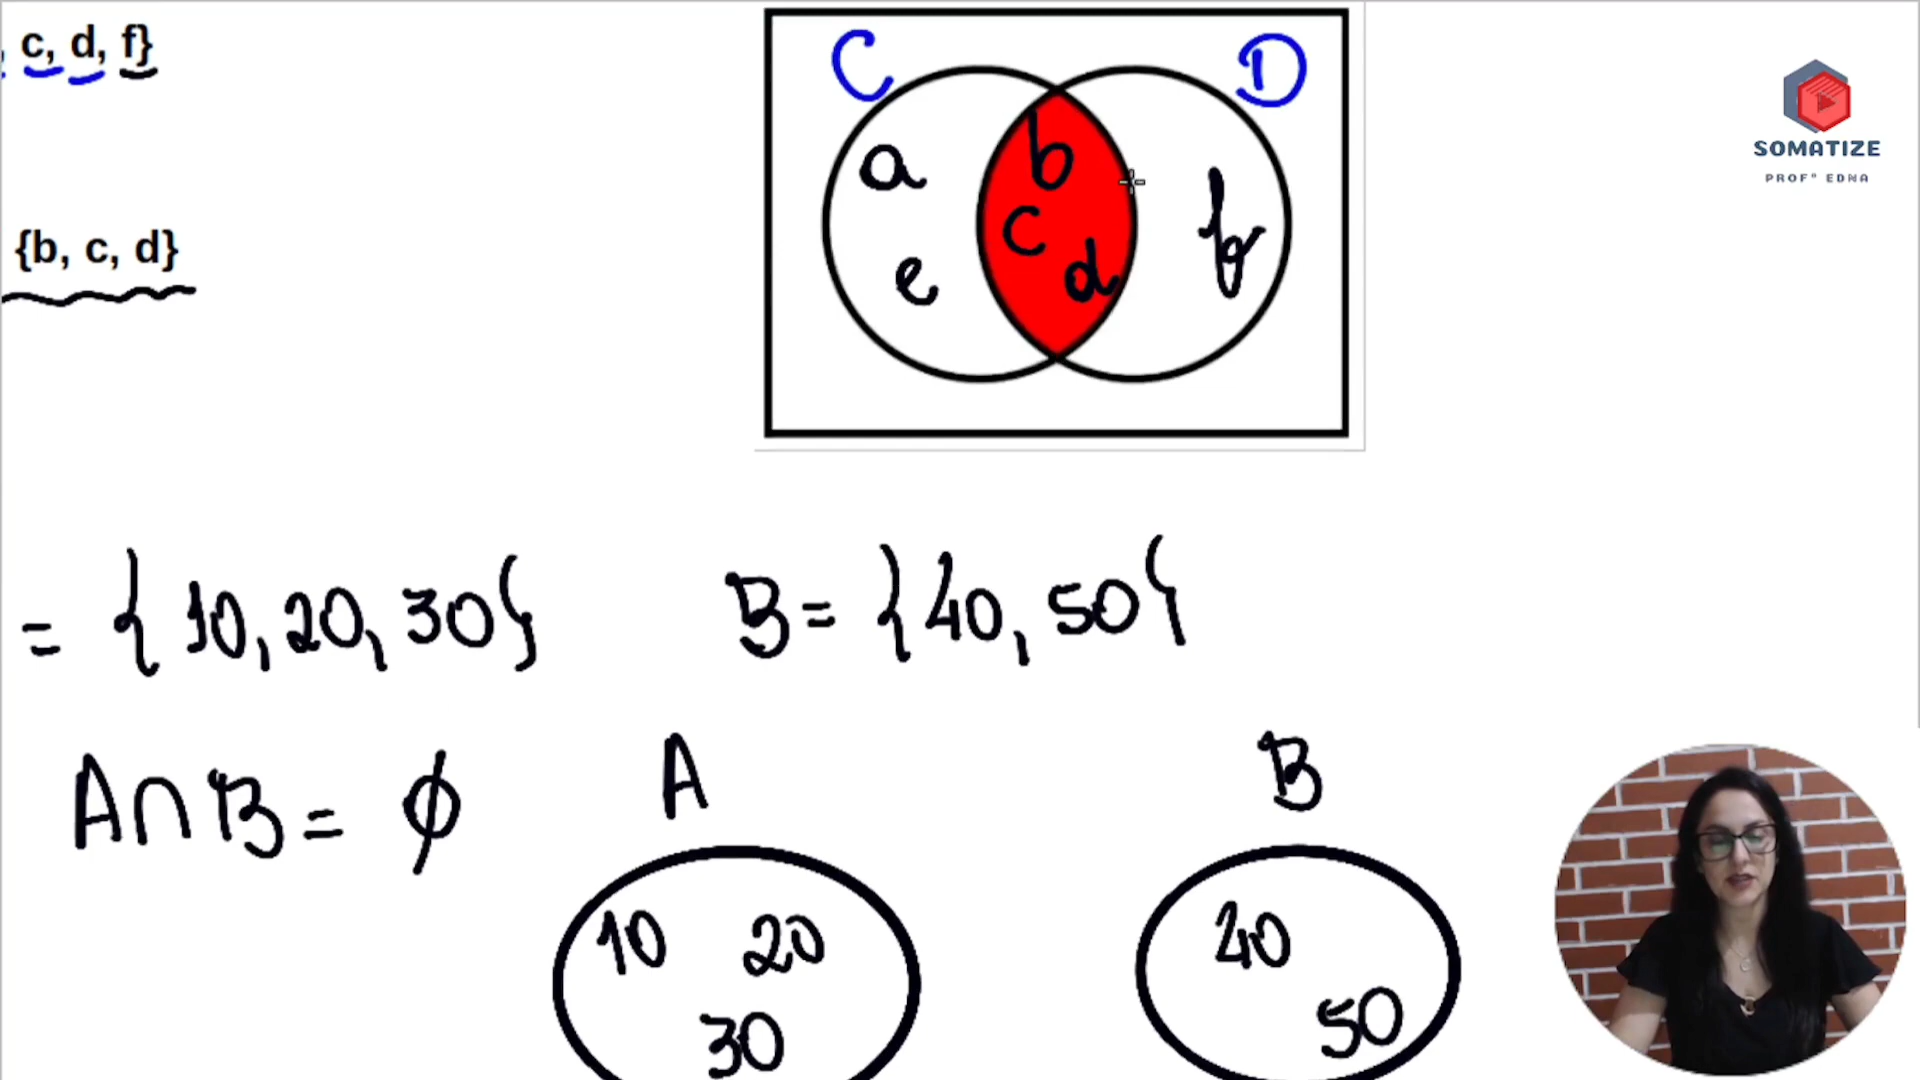 , c, d, f}
C
D
a
b
c
d
e
f
SOMATIZE
PROFª EDNA
{b, c, d}
= {10, 20, 30}
B = {40, 50}
A∩B = ϕ
A
B
10 20
30
40
50